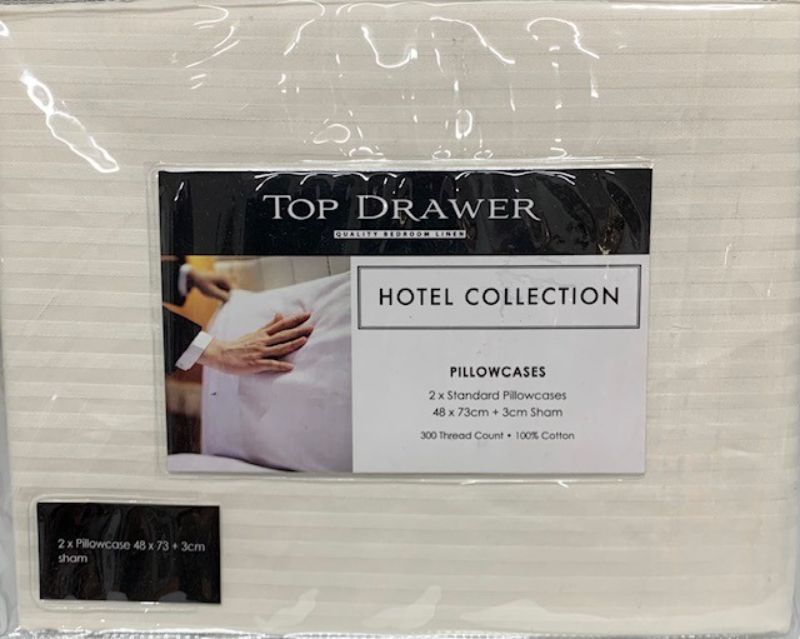 TOP DRAWER
QUALITY BEDROOM LINEN
HOTEL COLLECTION
PILLOWCASES
2 x Standard Pillowcases
48 x 73cm + 3cm Sham
300 Thread Count • 100% Cotton
2 x Pillowcase 48 x 73 + 3cm
sham